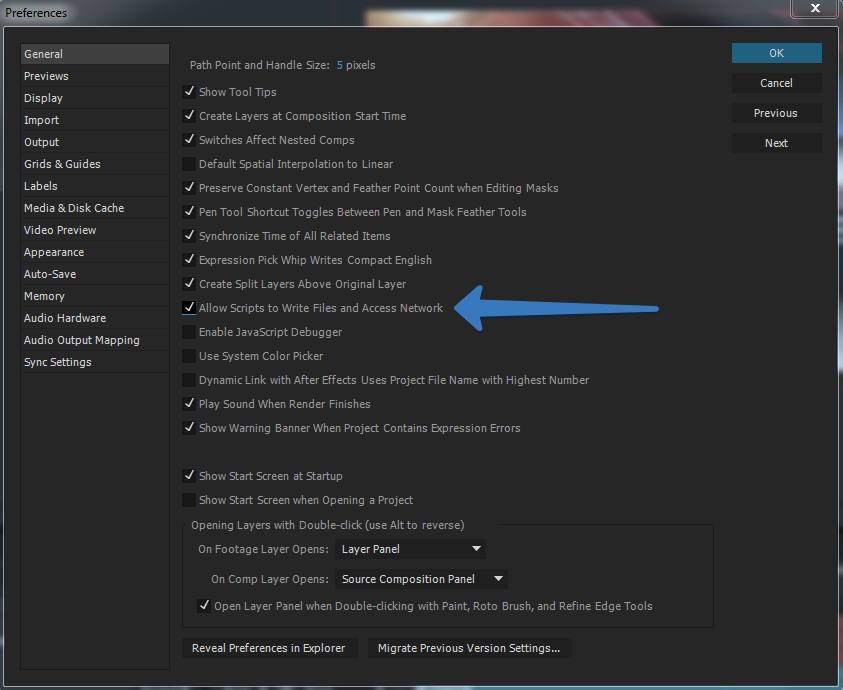 Preferences
General
Previews
Display
Import
Output
Grids & Guides
Labels
Media & Disk Cache
Video Preview
Appearance
Auto-Save
Memory
Audio Hardware
Audio Output Mapping
Sync Settings
Path Point and Handle Size: 5 pixels
Show Tool Tips
Create Layers at Composition Start Time
Switches Affect Nested Comps
Default Spatial Interpolation to Linear
Preserve Constant Vertex and Feather Point Count when Editing Masks
Pen Tool Shortcut Toggles Between Pen and Mask Feather Tools
Synchronize Time of All Related Items
Expression Pick Whip Writes Compact English
Create Split Layers Above Original Layer
Allow Scripts to Write Files and Access Network
Enable JavaScript Debugger
Use System Color Picker
Dynamic Link with After Effects Uses Project File Name with Highest Number
Play Sound When Render Finishes
Show Warning Banner When Project Contains Expression Errors
Show Start Screen at Startup
Show Start Screen when Opening a Project
Opening Layers with Double-click (use Alt to reverse)
On Footage Layer Opens: Layer Panel
On Comp Layer Opens: Source Composition Panel
Open Layer Panel when Double-clicking with Paint, Roto Brush, and Refine Edge Tools
Reveal Preferences in Explorer
Migrate Previous Version Settings...
OK
Cancel
Previous
Next